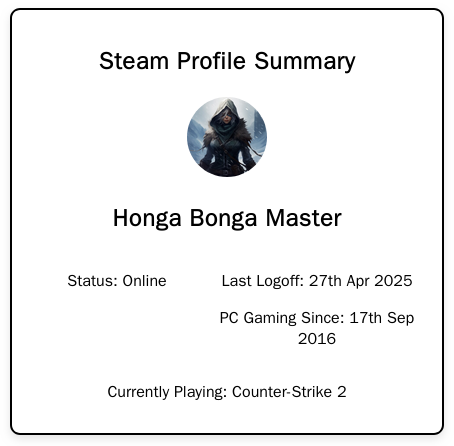 Steam Profile Summary
Honga Bonga Master
Status: Online
Last Logoff: 27th Apr 2025
PC Gaming Since: 17th Sep
2016
Currently Playing: Counter-Strike 2